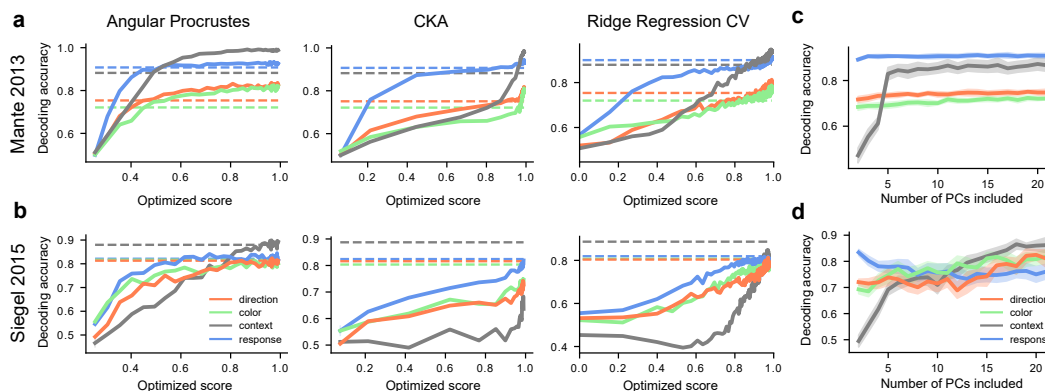 a
Angular Procrustes
CKA
Ridge Regression CV
c
Mante 2013
Decoding accuracy
1.0
0.8
0.6
0.4 0.6 0.8 1.0
Optimized score
1.0
0.8
0.6
0.2 0.4 0.6 0.8 1.0
Optimized score
0.8
0.6
0.0 0.2 0.4 0.6 0.8 1.0
Optimized score
Decoding accuracy
0.8
0.6
5 10 15 20
Number of PCs included
b
Siegel 2015
Decoding accuracy
0.9
0.8
0.7
0.6
0.5
direction
color
context
response
0.4 0.6 0.8 1.0
Optimized score
0.9
0.8
0.7
0.6
0.5
0.2 0.4 0.6 0.8 1.0
Optimized score
0.8
0.6
0.4
0.0 0.2 0.4 0.6 0.8 1.0
Optimized score
d
Decoding accuracy
0.9
0.8
0.7
0.6
0.5
direction
color
context
response
5 10 15 20
Number of PCs included